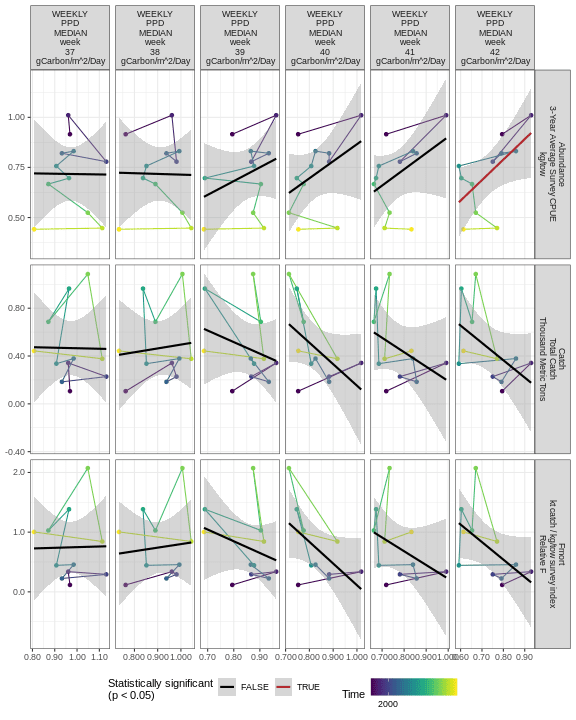 WEEKLY
PPD
MEDIAN
week
37
gCarbon/m^2/Day
WEEKLY
PPD
MEDIAN
week
38
gCarbon/m^2/Day
WEEKLY
PPD
MEDIAN
week
39
gCarbon/m^2/Day
WEEKLY
PPD
MEDIAN
week
40
gCarbon/m^2/Day
WEEKLY
PPD
MEDIAN
week
41
gCarbon/m^2/Day
WEEKLY
PPD
MEDIAN
week
42
gCarbon/m^2/Day
1.00
0.75
0.50
Abundance
3-Year Average Survey CPUE
kg/tow
0.80
0.40
0.00
-0.40
Catch
Total Catch
Thousand Metric Tons
2.0
1.0
0.0
Fmort
kt catch / kg/tow survey index
Relative F
0.80 0.90 1.00 1.10
0.800 0.900 1.000
0.70 0.80 0.90
0.700 0.800 0.900 1.000
0.700 0.800 0.900 1.000
0.60 0.70 0.80 0.90
Statistically significant
(p < 0.05)
FALSE
TRUE
Time
2000